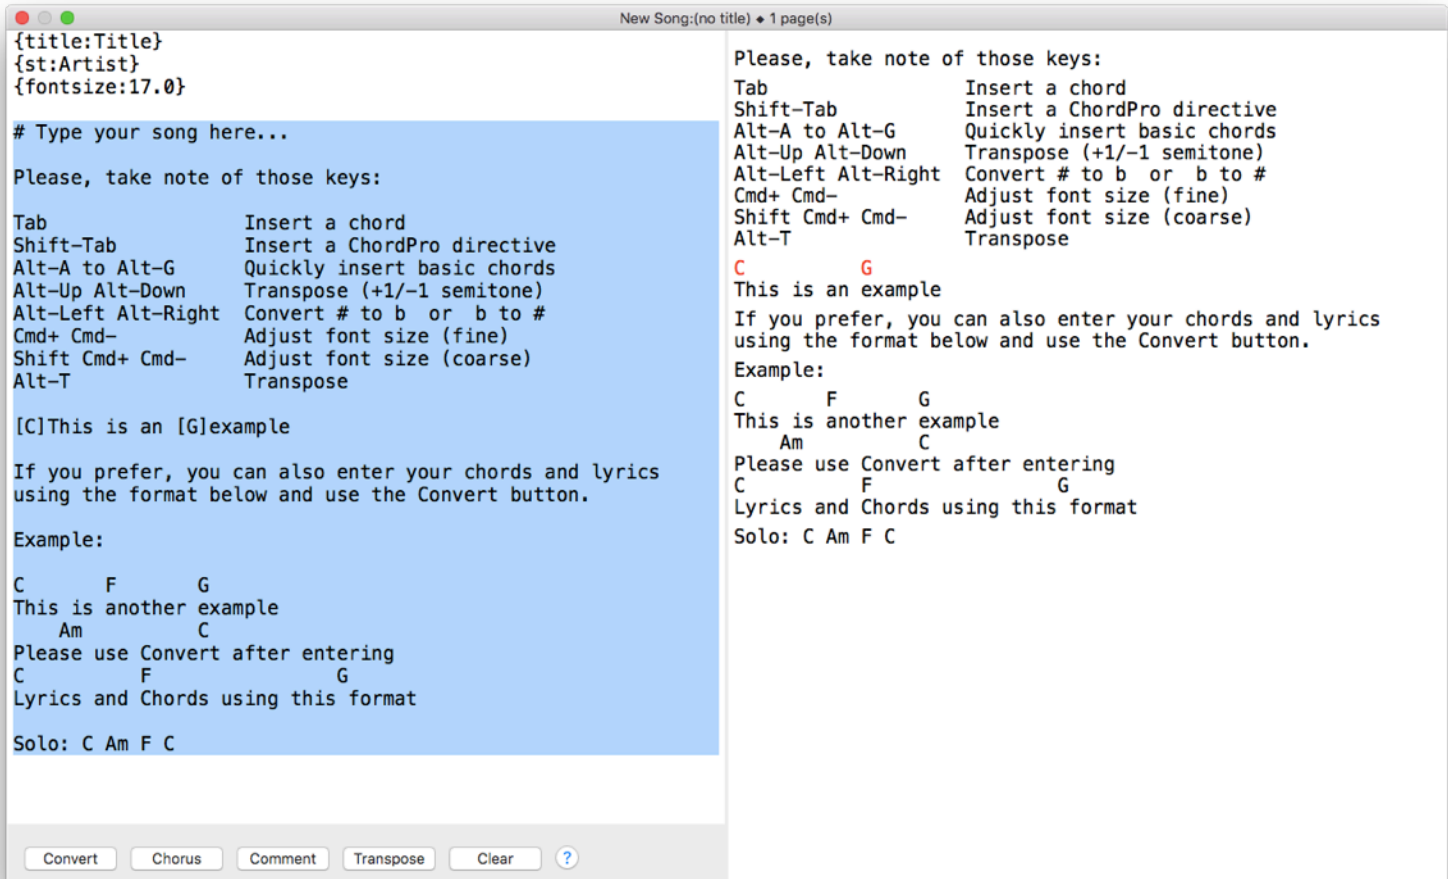 New Song:(no title) ◆ 1 page(s)
{title:Title}
{st:Artist}
{fontsize:17.0}
# Type your song here...
Please, take note of those keys:
Tab                 Insert a chord
Shift-Tab           Insert a ChordPro directive
Alt-A to Alt-G      Quickly insert basic chords
Alt-Up Alt-Down     Transpose (+1/-1 semitone)
Alt-Left Alt-Right  Convert # to b  or  b to #
Cmd+ Cmd-           Adjust font size (fine)
Shift Cmd+ Cmd-     Adjust font size (coarse)
Alt-T               Transpose
[C]This is an [G]example
If you prefer, you can also enter your chords and lyrics
using the format below and use the Convert button.
Example:
C       F       G
This is another example
    Am          C
Please use Convert after entering
C          F                G
Lyrics and Chords using this format
Solo: C Am F C
Convert
Chorus
Comment
Transpose
Clear
?
Please, take note of those keys:
Tab                 Insert a chord
Shift-Tab           Insert a ChordPro directive
Alt-A to Alt-G      Quickly insert basic chords
Alt-Up Alt-Down     Transpose (+1/-1 semitone)
Alt-Left Alt-Right  Convert # to b  or  b to #
Cmd+ Cmd-           Adjust font size (fine)
Shift Cmd+ Cmd-     Adjust font size (coarse)
Alt-T               Transpose
C          G
This is an example
If you prefer, you can also enter your chords and lyrics
using the format below and use the Convert button.
Example:
C       F       G
This is another example
    Am          C
Please use Convert after entering
C          F                G
Lyrics and Chords using this format
Solo: C Am F C